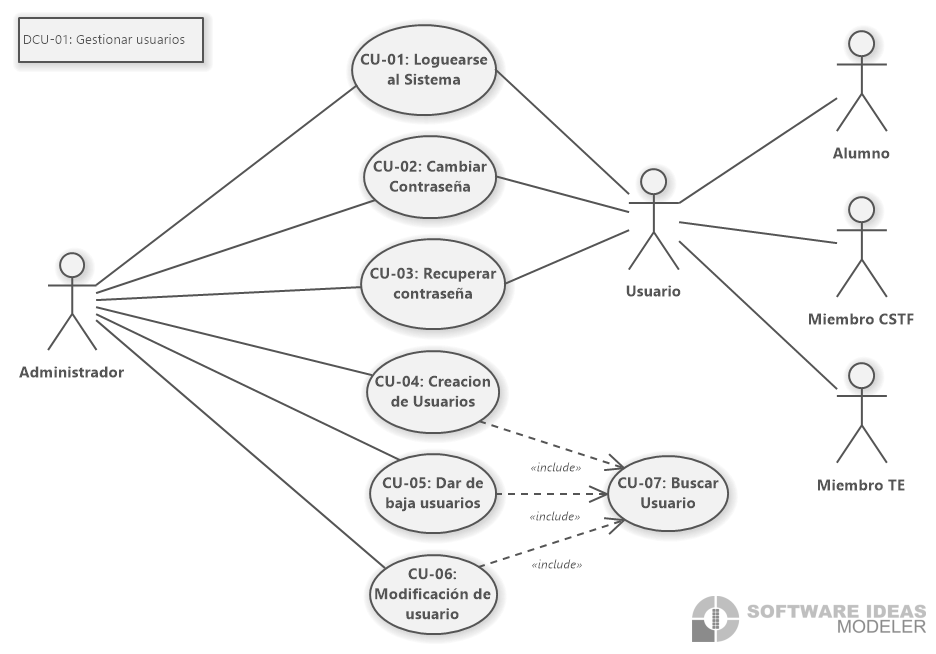 DCU-01: Gestionar usuarios
CU-01: Loguearse
al Sistema
CU-02: Cambiar
Contraseña
CU-03: Recuperar
contraseña
CU-04: Creacion
de Usuarios
CU-05: Dar de
baja usuarios
CU-06:
Modificación de
usuario
CU-07: Buscar
Usuario
«include»
«include»
«include»
Administrador
Usuario
Alumno
Miembro CSTF
Miembro TE
SOFTWARE IDEAS
MODELER